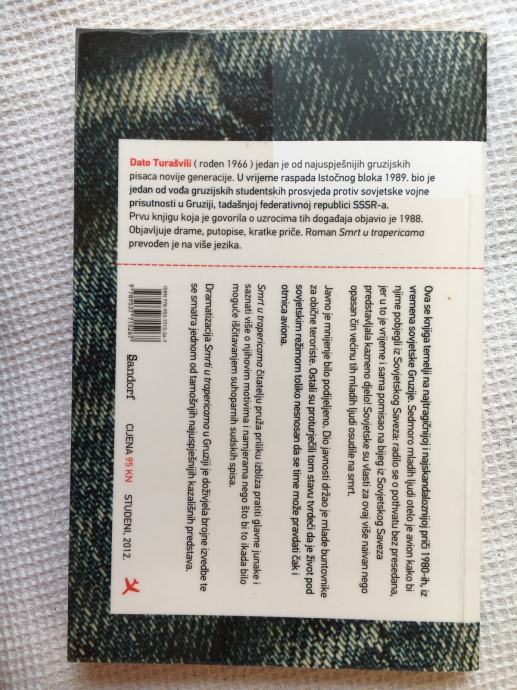 Dato Turašvili ( rođen 1966 ) jedan je od najuspješnijih gruzijskih
pisaca novije generacije. U vrijeme raspada Istočnog bloka 1989. bio je
jedan od vođa gruzijskih studentskih prosvjeda protiv sovjetske vojne
prisutnosti u Gruziji, tadašnjoj federativnoj republici SSSR-a.
Prvu knjigu koja je govorila o uzrocima tih događaja objavio je 1988.
Objavljuje drame, putopise, kratke priče. Roman Smrt u trapericama
prevođen je na više jezika.
Ova se knjiga temelji na najtragičnijoj i najskandaloznijoj priči 1980-ih, iz
vremena sovjetske Gruzije. Sedmoro mladih ljudi otelo je avion kako bi
njime pobjegli iz Sovjetskog Saveza: radilo se o pothvatu bez presedana,
jer u to je vrijeme i sama pomisao na bijeg iz Sovjetskog Saveza
predstavljala kazneno djelo! Sovjetske su vlasti za ovaj više naivan nego
opasan čin većinu tih mladih ljudi osudile na smrt.
Javno je mnijenje bilo podijeljeno. Dio javnosti držao je mlade buntovnike
za obične teroriste. Ostali su proturječili tom stavu tvrdeći da je život pod
sovjetskim režimom toliko nesnosan da se time može pravdati čak i
otmica aviona.
Smrt u trapericama čitatelju pruža priliku izbliza pratiti glavne junake i
saznati više o njihovim motivima i namjerama nego što bi to ikada bilo
moguće iščitavanjem suhoparnih sudskih spisa.
Dramatizacija Smrti u trapericama u Gruziji je doživjela brojne izvedbe te
se smatra jednom od tamošnjih najuspješnijih kazališnih predstava.
Sandorf
CIJENA 95 KN
STUDENI, 2012.